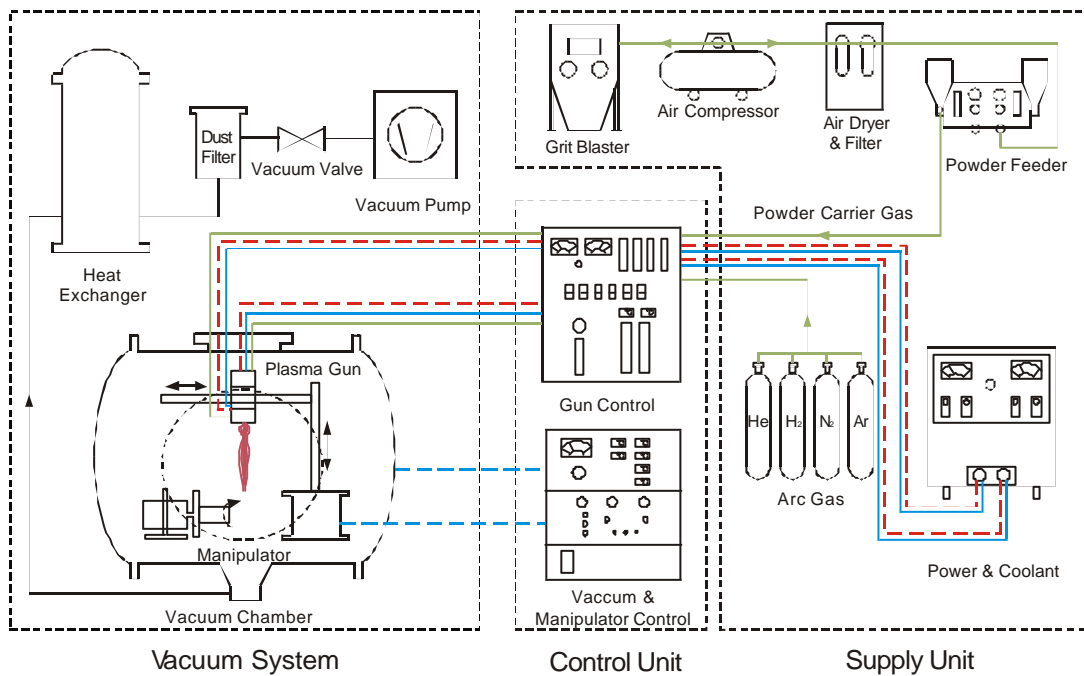 Dust
Filter
Vacuum Valve
Vacuum Pump
Heat
Exchanger
Plasma Gun
Manipulator
Vacuum Chamber
Vacuum System
Gun Control
Vaccum &
Manipulator Control
Control Unit
Grit Blaster
Air Compressor
Air Dryer
& Filter
Powder Feeder
Powder Carrier Gas
He
H₂
N₂
Ar
Arc Gas
Power & Coolant
Supply Unit